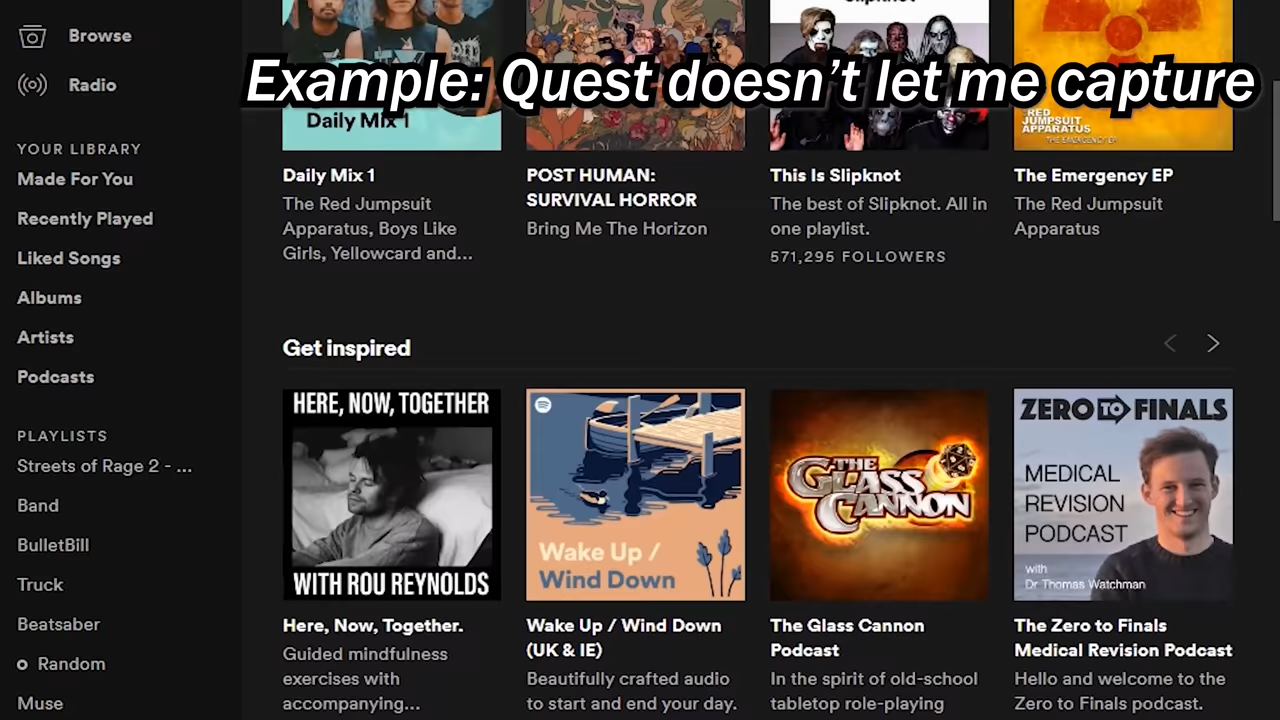 Browse
Radio
YOUR LIBRARY
Made For You
Recently Played
Liked Songs
Albums
Artists
Podcasts
PLAYLISTS
Streets of Rage 2 - ...
Band
BulletBill
Truck
Beatsaber
Random
Muse
Example: Quest doesn't let me capture
Daily Mix 1
RED
JUMPSUIT
APPARATUS
THE EMERGENCY EP
Daily Mix 1
The Red Jumpsuit
Apparatus, Boys Like
Girls, Yellowcard and...
POST HUMAN:
SURVIVAL HORROR
Bring Me The Horizon
This Is Slipknot
The best of Slipknot. All in
one playlist.
571,295 FOLLOWERS
The Emergency EP
The Red Jumpsuit
Apparatus
Get inspired
HERE, NOW, TOGETHER
WITH ROU REYNOLDS
Wake Up /
Wind Down
THE
GLASS
CANNON
ZERO TO FINALS
MEDICAL
REVISION
PODCAST
with
Dr Thomas Watchman
Here, Now, Together.
Guided mindfulness
exercises with
accompanying...
Wake Up / Wind Down
(UK & IE)
Beautifully crafted audio
to start and end your day.
The Glass Cannon
Podcast
In the spirit of old-school
tabletop role-playing
The Zero to Finals
Medical Revision Podcast
Hello and welcome to the
Zero to Finals podcast.